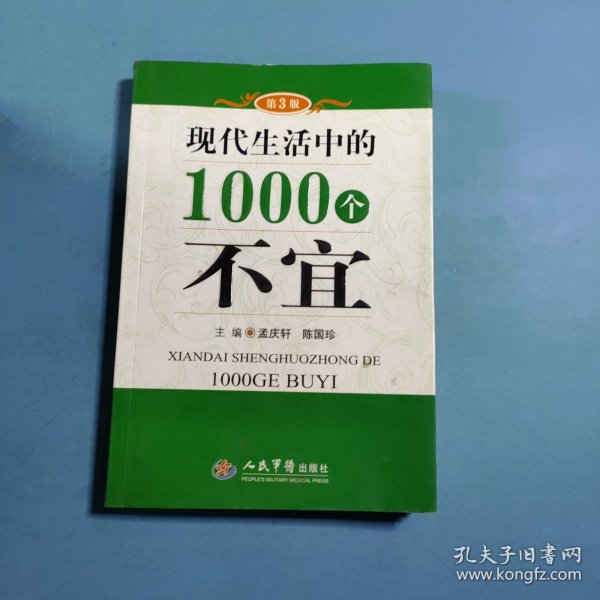 第3版
现代生活中的
1000个
不宜
主 编 ◉ 孟庆轩 陈国珍
XIANDAI SHENGHUOZHONG DE
1000GE BUYI
人民军医出版社
PEOPLE'S MILITARY MEDICAL PRESS
孔夫子旧书网
www.kongfz.com